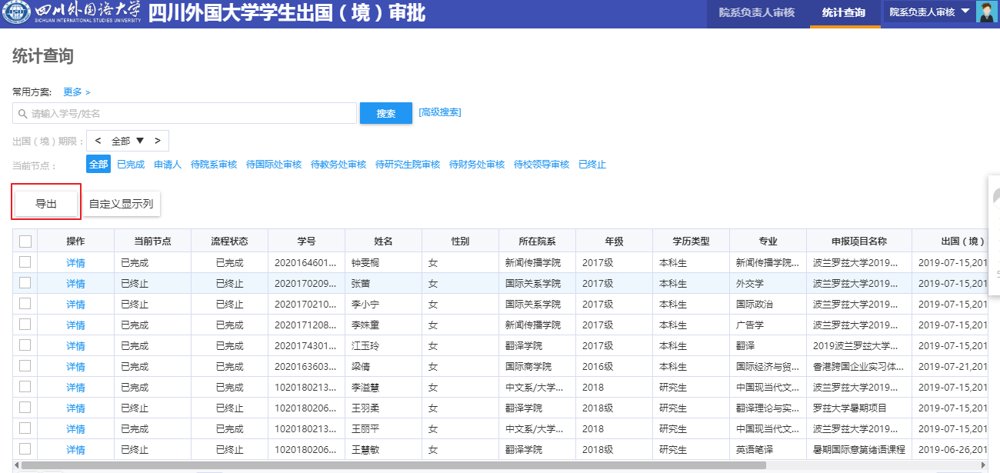 四川外国语大学 四川外国大学学生出国（境）审批 院系负责人审核 统计查询 院系负责人审核
SICHUAN INTERNATIONAL STUDIES UNIVERSITY
统计查询
常用方案: 更多 >
请输入学号/姓名 搜索 [高级搜索]
出国（境）期限： < 全部 ▼ >
当前节点： 全部 已完成 申请人 待院系审核 待国际处审核 待教务处审核 待研究生院审核 待财务处审核 待校领导审核 已终止
导出 自定义显示列
操作 当前节点 流程状态 学号 姓名 性别 所在院系 年级 学历类型 专业 申报项目名称 出国（境）
详情 已完成 已完成 2020164601... 钟雯桐 女 新闻传播学院 2017级 本科生 新闻传播学院... 波兰罗兹大学2019... 2019-07-15,201
详情 已终止 已终止 2020170209... 张茜 女 国际关系学院 2017级 本科生 外交学 波兰罗兹大学2019... 2019-07-15,201
详情 已终止 已终止 2020170210... 李小宁 女 国际关系学院 2017级 本科生 国际政治 波兰罗兹大学2019... 2019-07-15,201
详情 已完成 已完成 2020171208... 李姝童 女 新闻传播学院 2017级 本科生 广告学 波兰罗兹大学2019... 2019-07-15,201
详情 已完成 已完成 2020174301... 江玉玲 女 翻译学院 2017级 本科生 翻译 2019波兰罗兹大学... 2019-07-15,201
详情 已完成 已完成 2020163603... 梁倩 女 国际商学院 2016级 本科生 国际经济与贸... 香港跨国企业实习体... 2019-07-21,201
详情 已完成 已完成 1020180213... 李溢慧 女 中文系/大学... 2018 研究生 中国现当代文... 波兰罗兹大学2019... 2019-07-15,201
详情 已终止 已终止 1020180206... 王羽柔 女 翻译学院 2018级 研究生 翻译理论与实... 罗兹大学暑期项目 2019-07-15,201
详情 已完成 已完成 1020180213... 王丽平 女 中文系/大学... 2018 研究生 中国现当代文... 波兰罗兹大学2019... 2019-07-15,201
详情 已终止 已终止 1020180206... 王慧敏 女 翻译学院 2018级 研究生 英语笔译 暑期国际意第绪语课程 2019-06-26,201